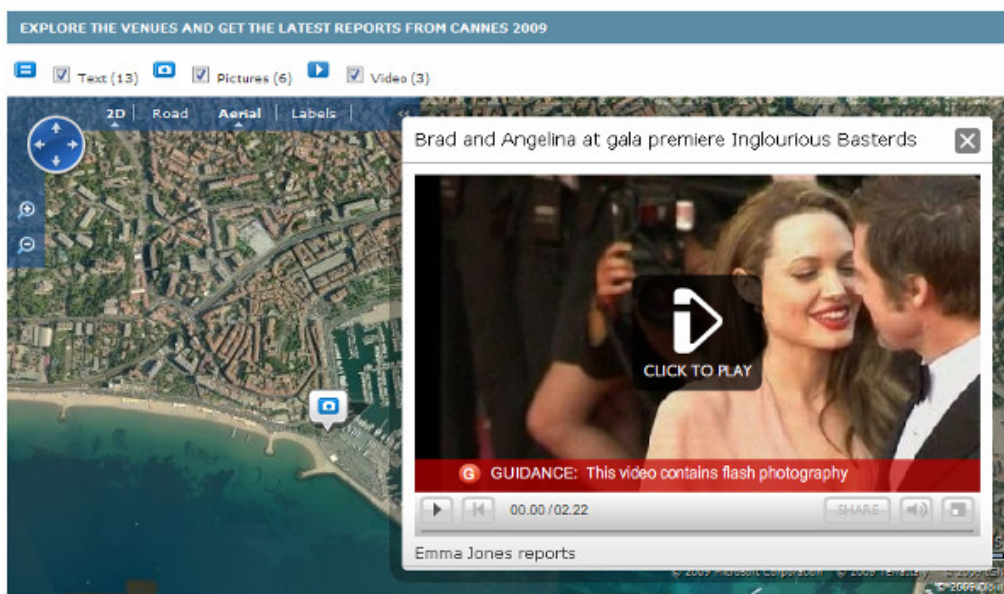 EXPLORE THE VENUES AND GET THE LATEST REPORTS FROM CANNES 2009
Text (13) Pictures (6) Video (3)
2D Road Aerial Labels «
Brad and Angelina at gala premiere Inglourious Basterds
CLICK TO PLAY
G GUIDANCE: This video contains flash photography
00.00 / 02.22 SHARE
Emma Jones reports
© 2009 Microsoft Corporation © 2009